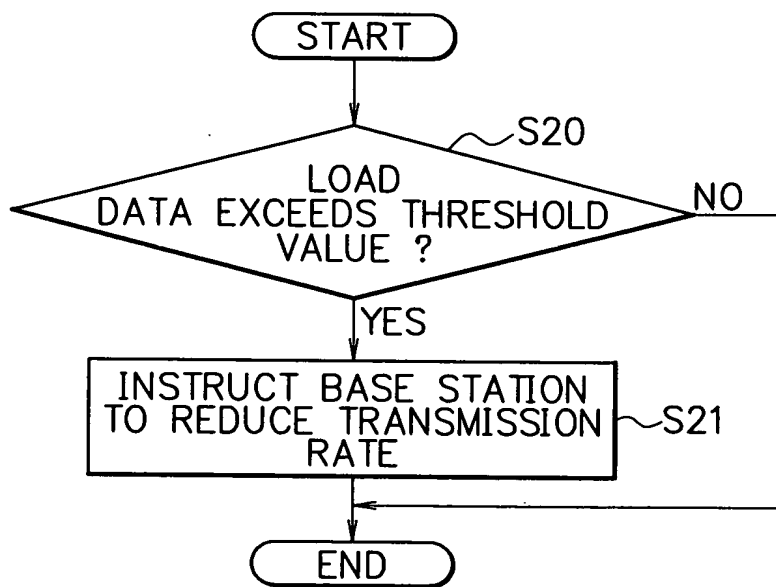 START
S20
LOAD
DATA EXCEEDS THRESHOLD
VALUE ?
NO
YES
INSTRUCT BASE STATION
TO REDUCE TRANSMISSION
RATE
S21
END